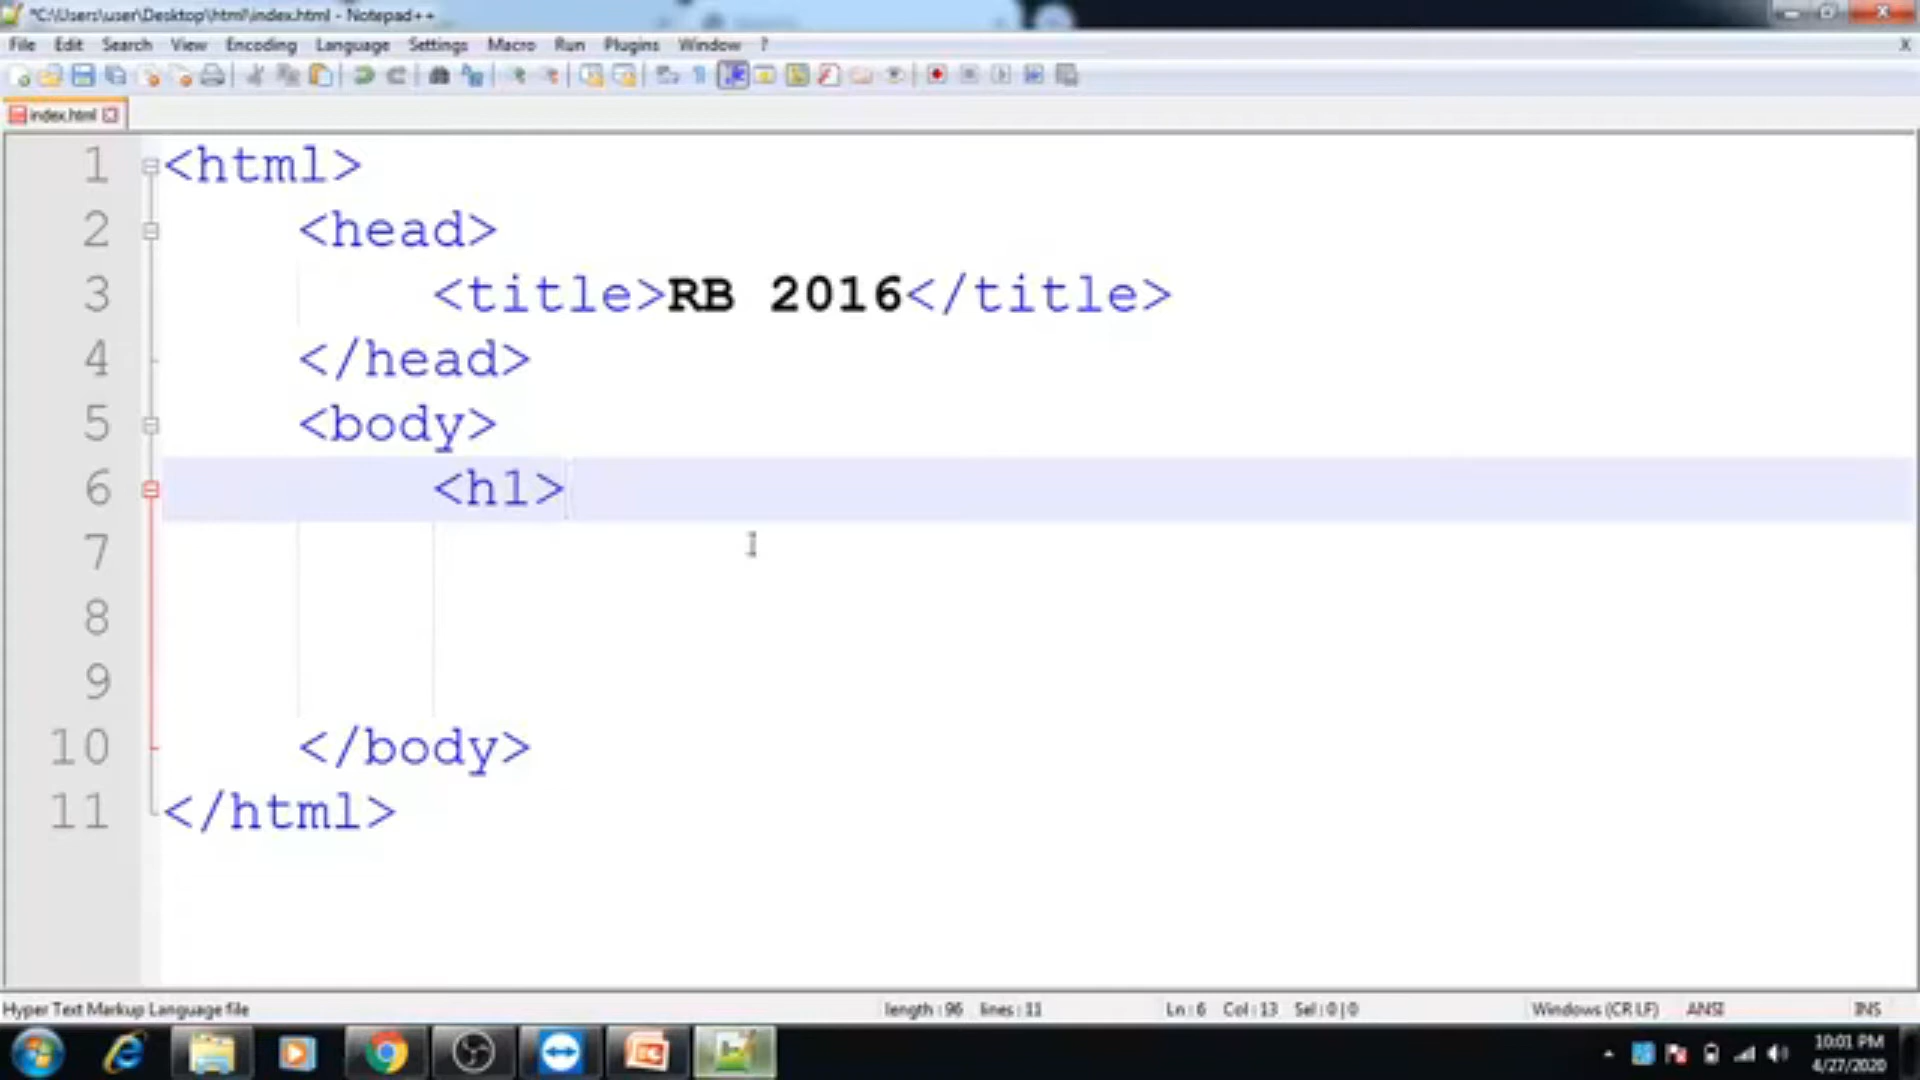 *C:\Users\user\Desktop\html\index.html - Notepad++
File Edit Search View Encoding Language Settings Macro Run Plugins Window ? X
index.html
1 <html>
2 <head>
3 <title>RB 2016</title>
4 </head>
5 <body>
6 <h1>
7
8
9
10 </body>
11 </html>
Hyper Text Markup Language file length : 96 lines : 11 Ln : 6 Col : 13 Sel : 0 | 0 Windows (CR LF) ANSI INS
10:01 PM
4/27/2020